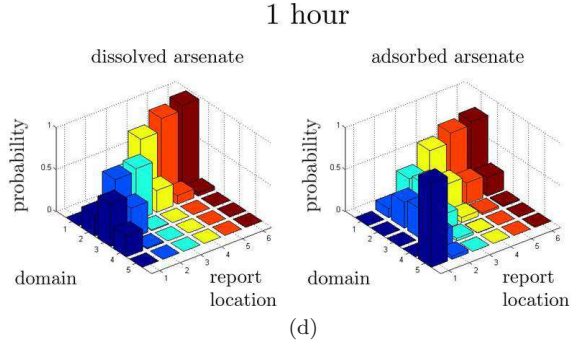 1 hour
dissolved arsenate
adsorbed arsenate
probability
1
0.5
0
1
2
3
4
5
1
2
3
4
5
6
domain
report
location
probability
1
0.5
0
1
2
3
4
5
1
2
3
4
5
6
domain
report
location
(d)